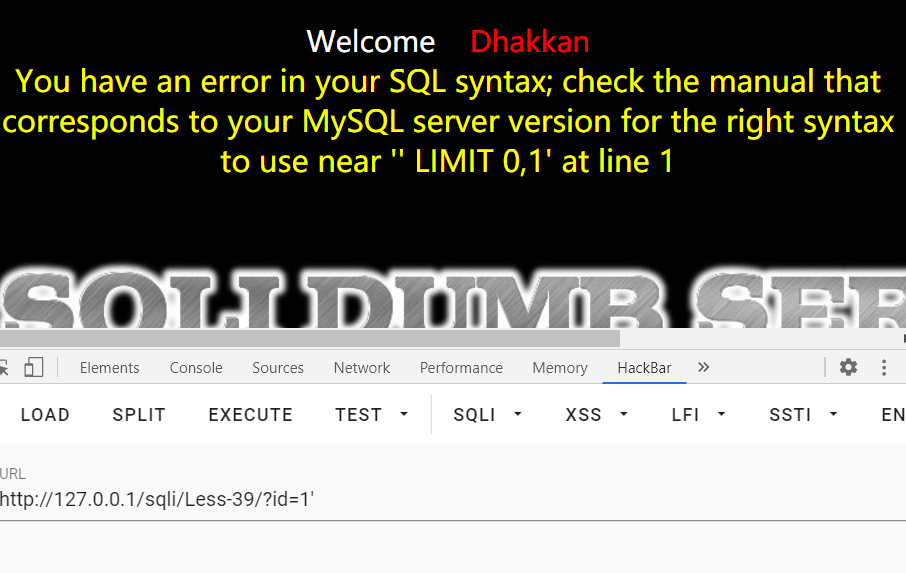 Welcome Dhakkan
You have an error in your SQL syntax; check the manual that
corresponds to your MySQL server version for the right syntax
to use near '' LIMIT 0,1' at line 1
SQLI DUMB SER
Elements Console Sources Network Performance Memory HackBar »
LOAD SPLIT EXECUTE TEST SQLI XSS LFI SSTI EN
URL
http://127.0.0.1/sqli/Less-39/?id=1'